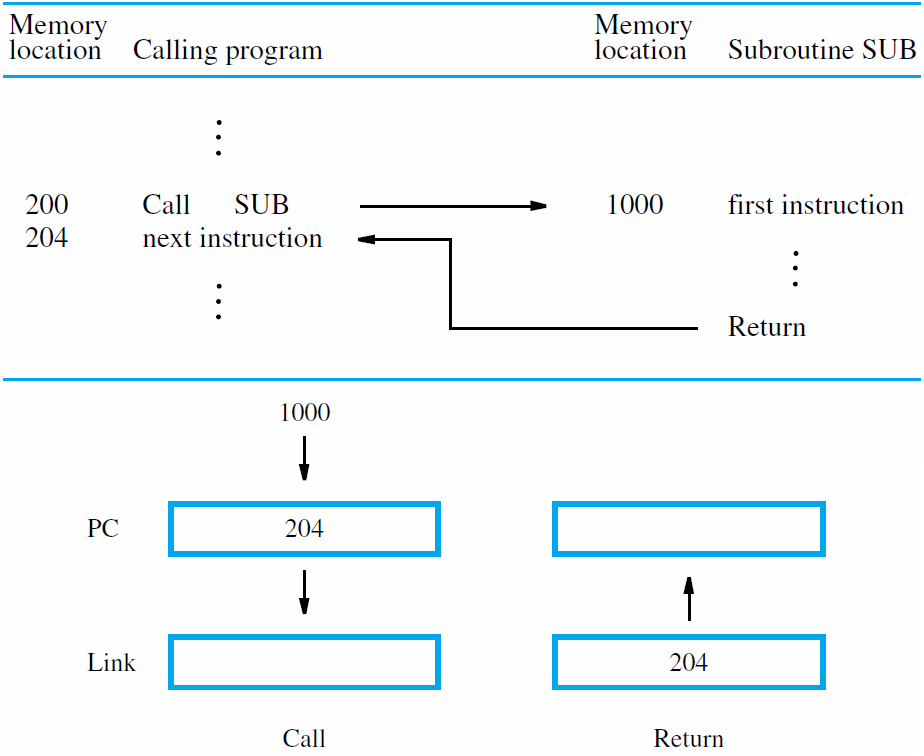 Memory location Calling program Memory location Subroutine SUB
200 Call SUB 1000 first instruction
204 next instruction
Return
1000
PC 204
Link 204
Call Return